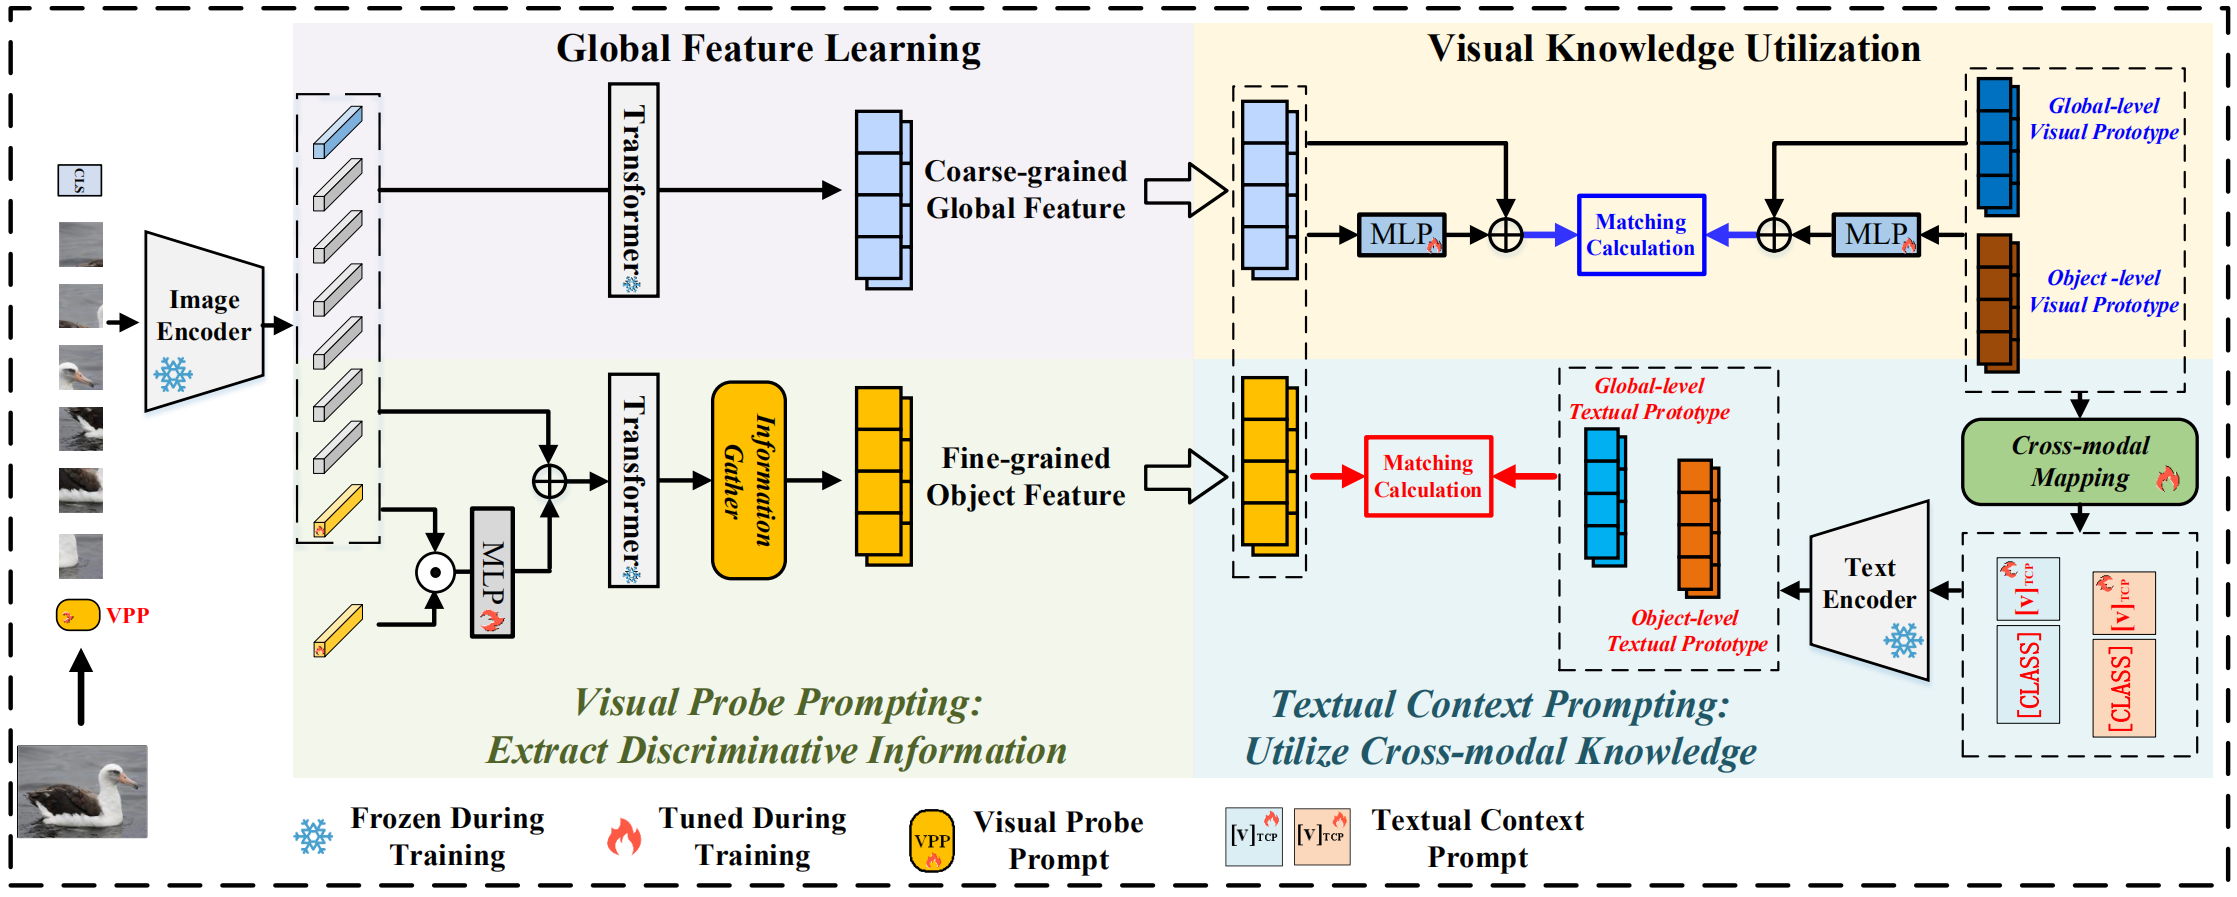 Global Feature Learning
Visual Knowledge Utilization
CLS
Image
Encoder
VPP
Transformer
Coarse-grained
Global Feature
MLP
Matching
Calculation
MLP
Global-level
Visual Prototype
Object -level
Visual Prototype
MLP
Transformer
Information
Gather
Fine-grained
Object Feature
Matching
Calculation
Global-level
Textual Prototype
Object-level
Textual Prototype
Text
Encoder
Cross-modal
Mapping
[V]TCP
[CLASS]
[V]TCP
[CLASS]
Visual Probe Prompting:
Extract Discriminative Information
Textual Context Prompting:
Utilize Cross-modal Knowledge
Frozen During
Training
Tuned During
Training
VPP
Visual Probe
Prompt
[V]TCP
[V]TCP
Textual Context
Prompt